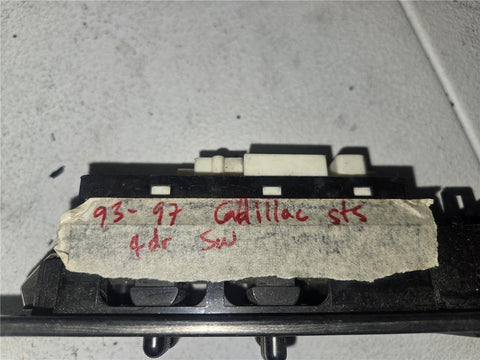 93-97 Cadillac sts
4dr Sw